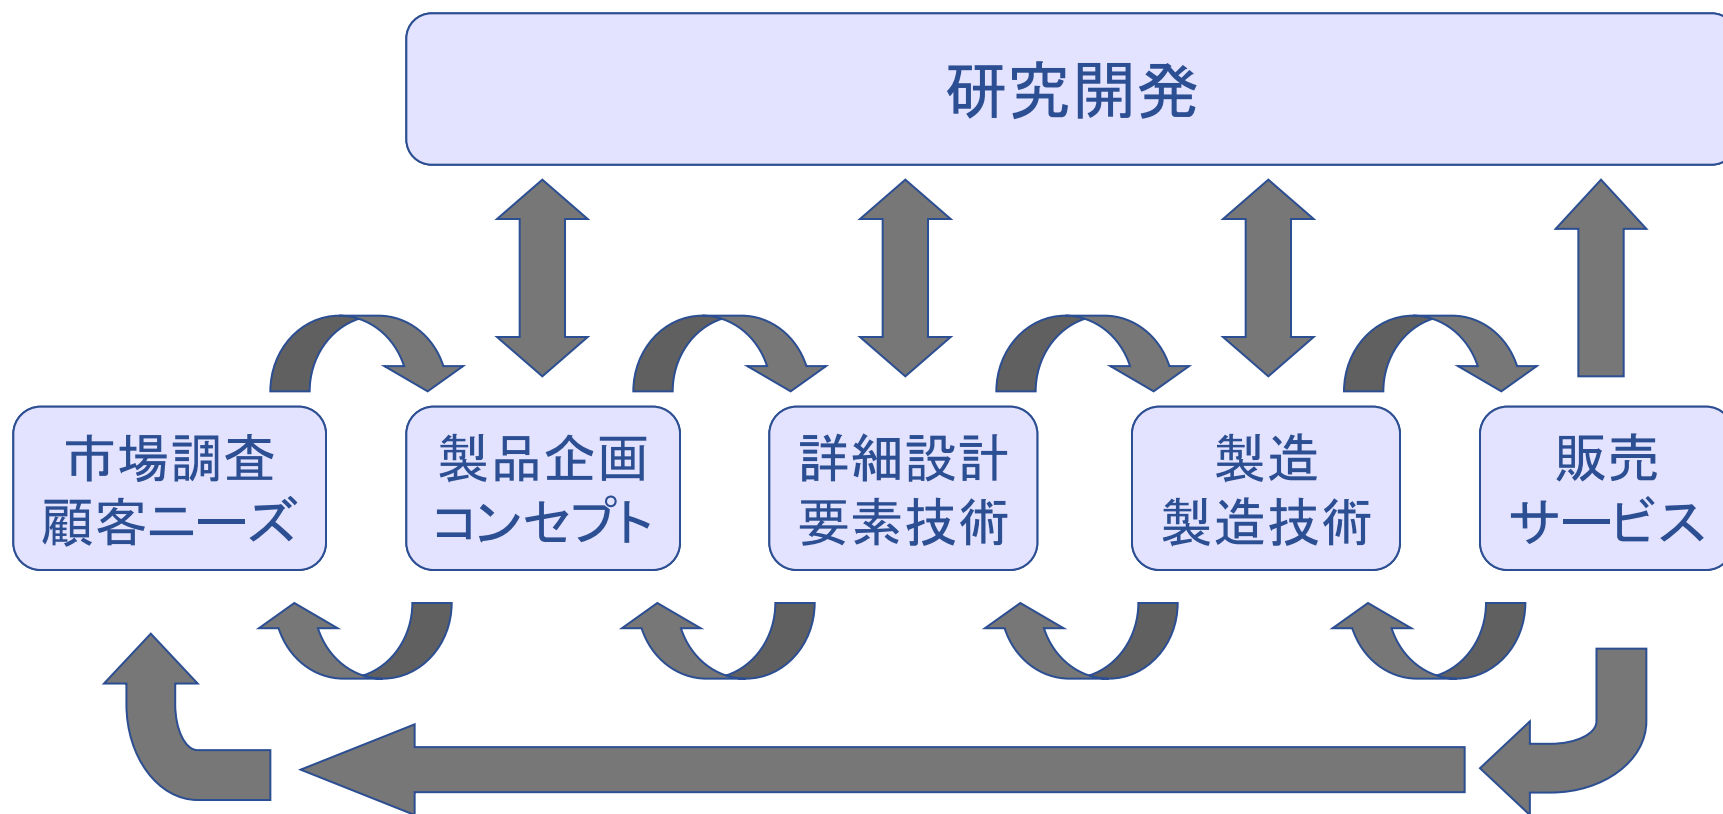 研究開発
市場調査
顧客ニーズ
製品企画
コンセプト
詳細設計
要素技術
製造
製造技術
販売
サービス